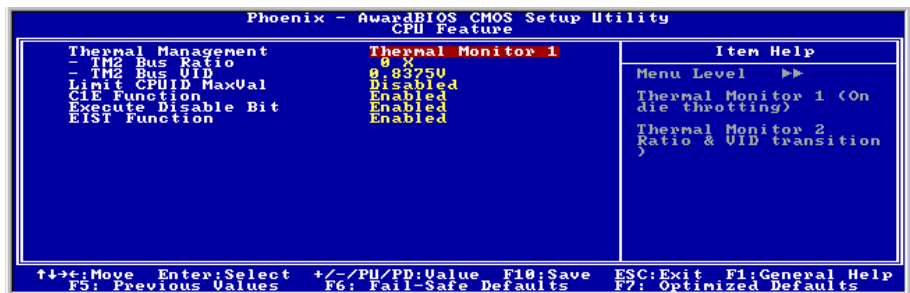 Phoenix - AwardBIOS CMOS Setup Utility
CPU Feature
Thermal Management Thermal Monitor 1
- TM2 Bus Ratio 0 X
- TM2 Bus VID 0.8375V
Limit CPUID MaxVal Disabled
C1E Function Enabled
Execute Disable Bit Enabled
EIST Function Enabled
Item Help
Menu Level ▶▶
Thermal Monitor 1 (On
die throtting)
Thermal Monitor 2
Ratio & VID transition
)
↑↓→←:Move Enter:Select +/-/PU/PD:Value F10:Save ESC:Exit F1:General Help
F5: Previous Values F6: Fail-Safe Defaults F7: Optimized Defaults